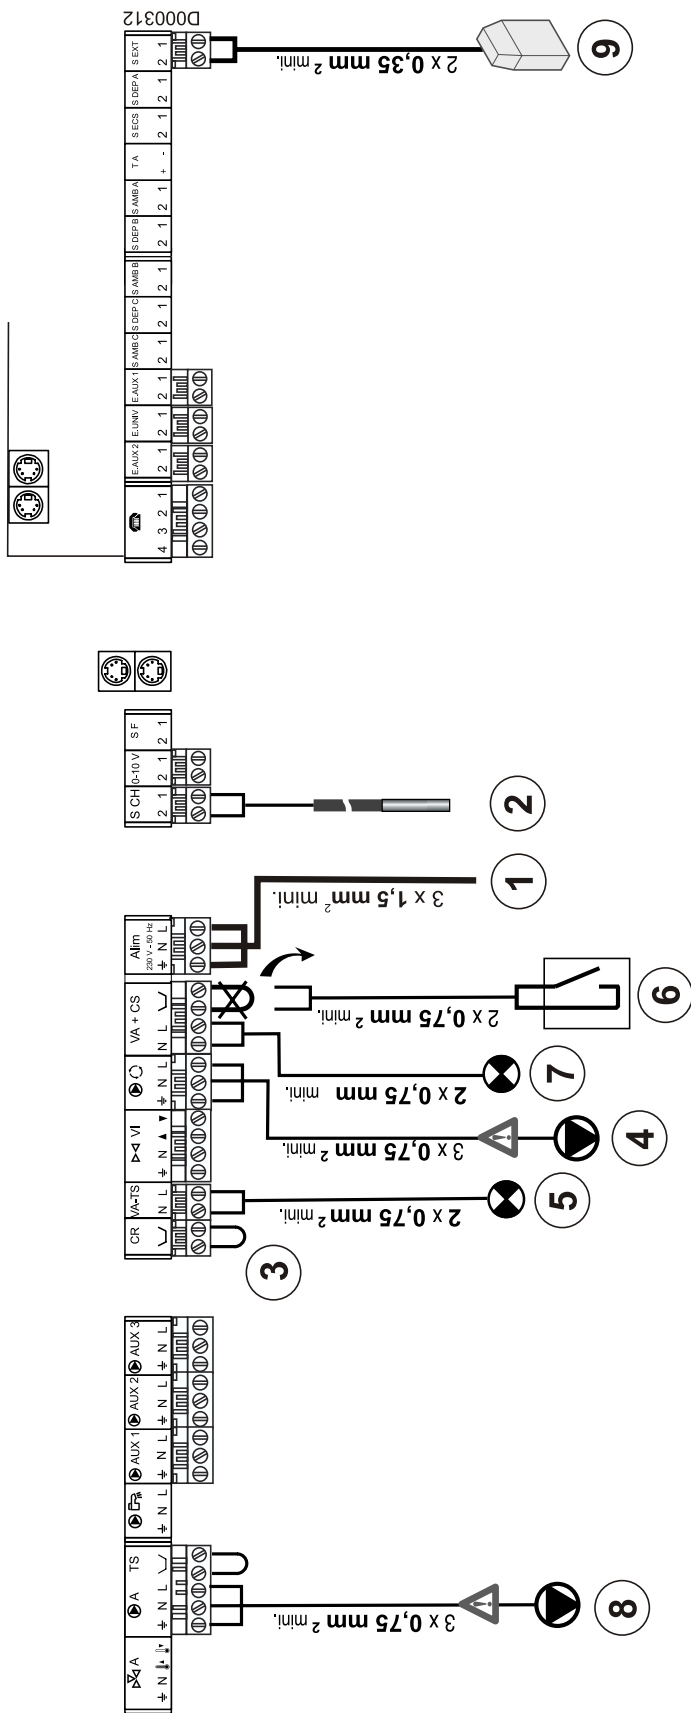 D000312
S EXT
2 1
S DEP A
2 1
S ECS
2 1
T A
+ -
S AMB A
2 1
S DEP B
2 1
S AMB B
2 1
S DEP C
2 1
S AMB C
2 1
E.AUX 1
2 1
E.UNIV
2 1
E.AUX 2
2 1
4 3 2 1
2 x 0,35 mm² mini.
9
S F
2 1
0-10 V
2 1
S CH
2 1
2
Alim
230 V - 50 Hz
N L
3 x 1,5 mm² mini.
1
VA + CS
N L
2 x 0,75 mm² mini.
6
2 x 0,75 mm mini
7
N L
3 x 0,75 mm² mini.
4
VI
N
VA-TS
N L
2 x 0,75 mm² mini.
5
CR
3
AUX 3
N L
AUX 2
N L
AUX 1
N L
N L
TS
A
N L
3 x 0,75 mm² mini.
8
A
N